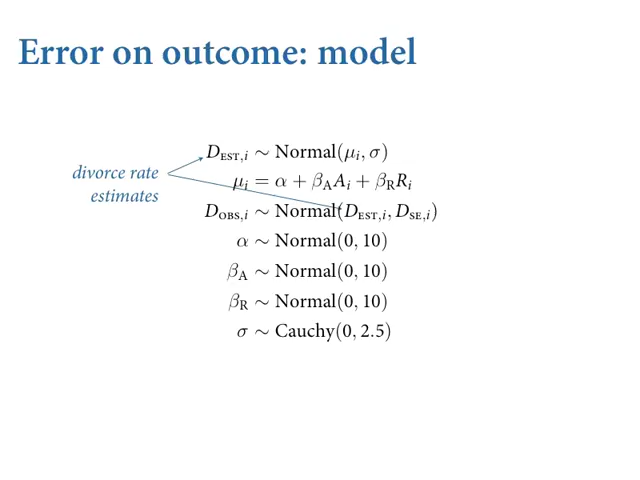 Error on outcome: model
divorce rate
estimates
D_EST,i ∼ Normal(μ_i, σ)
μ_i = α + β_A A_i + β_R R_i
D_OBS,i ∼ Normal(D_EST,i, D_SE,i)
α ∼ Normal(0, 10)
β_A ∼ Normal(0, 10)
β_R ∼ Normal(0, 10)
σ ∼ Cauchy(0, 2.5)